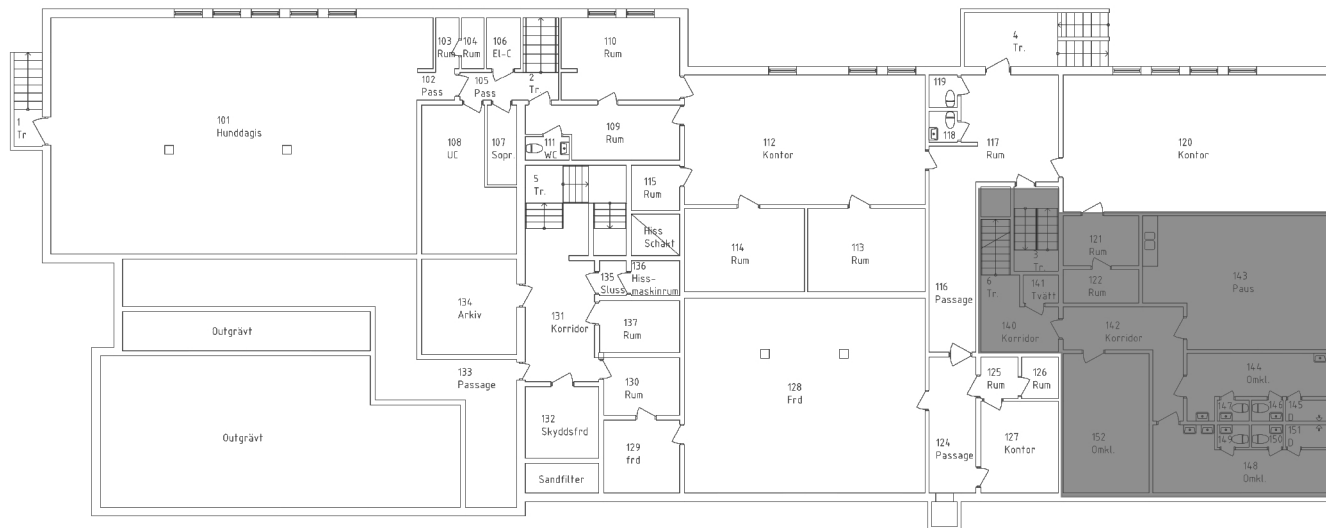 103
Rum
104
Rum
106
El-C
110
Rum
4
Tr.
102
Pass
105
Pass
2
Tr.
119
1
Tr
101
Hunddagis
108
UC
107
Sopr.
111
WC
109
Rum
112
Kontor
118
117
Rum
120
Kontor
5
Tr.
115
Rum
Hiss
Schakt
114
Rum
113
Rum
121
Rum
3
Tr.
122
Rum
143
Paus
6
Tr.
141
Tvätt
135
Sluss
136
Hiss-
maskinrum
116
Passage
134
Arkiv
131
Korridor
137
Rum
140
Korridor
142
Korridor
Outgrävt
133
Passage
130
Rum
128
Frd
125
Rum
126
Rum
144
Omkl.
147
146
145
D
132
Skyddsfrd
129
frd
Outgrävt
124
Passage
127
Kontor
152
Omkl.
149
150
151
D
148
Omkl.
Sandfilter